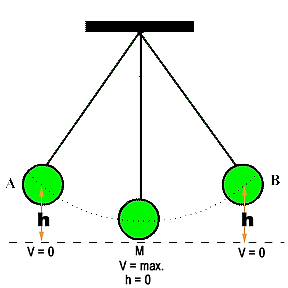 A
B
h
h
V = 0
M
V = 0
V = max.
h = 0